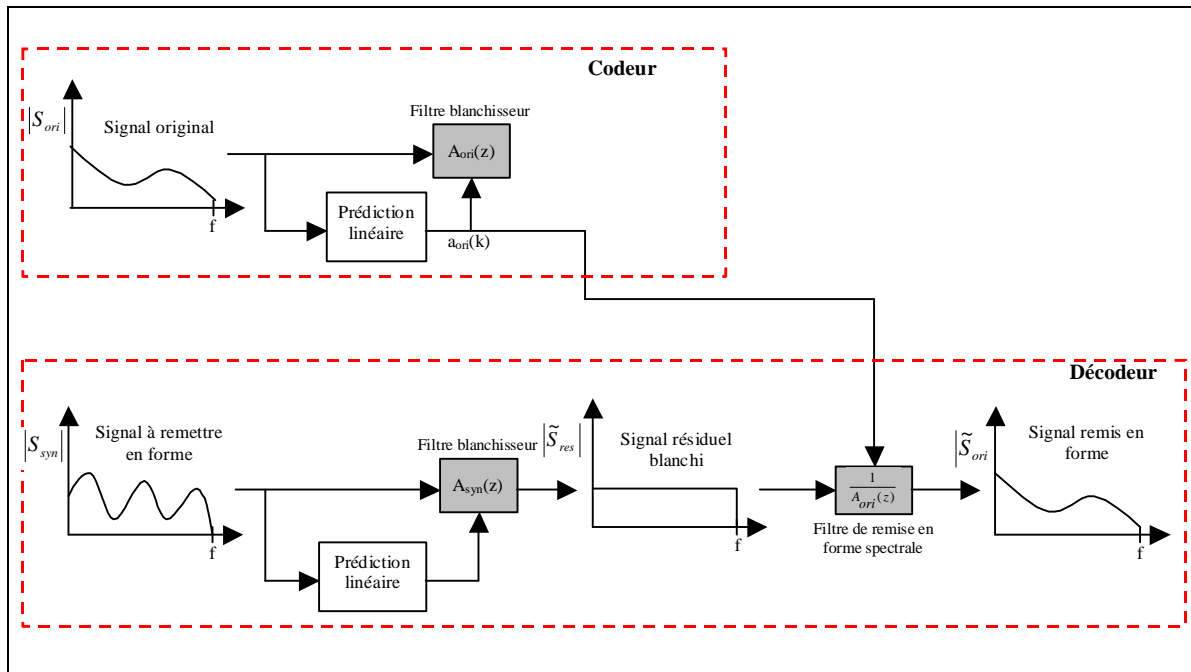 Codeur
Filtre blanchisseur
|S_ori|
Signal original
A_ori(z)
f
Prédiction
linéaire
a_ori(k)
Décodeur
|S_syn|
Signal à remettre
en forme
Filtre blanchisseur
|S̃_res|
Signal résiduel
blanchi
|S̃_ori|
Signal remis en
forme
A_syn(z)
1
A_ori(z)
Filtre de remise en
forme spectrale
f
f
f
Prédiction
linéaire